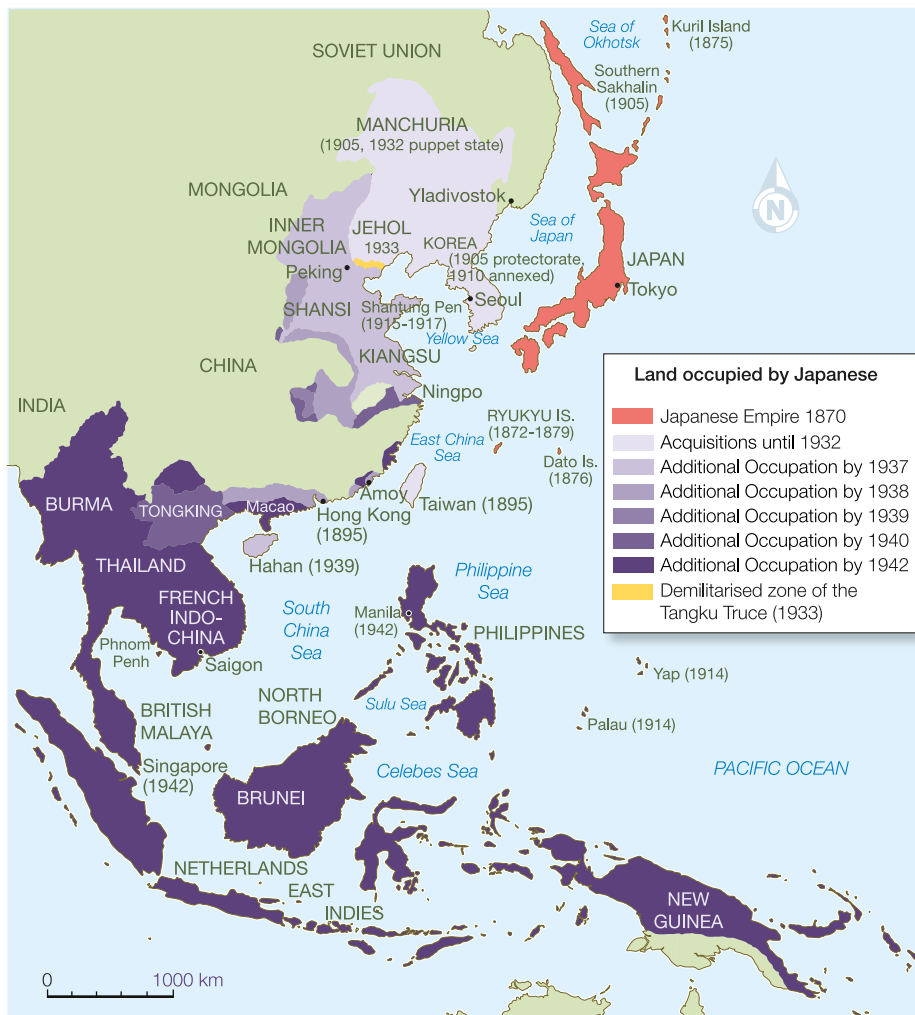 Sea of
Okhotsk
Kuril Island
(1875)
SOVIET UNION
Southern
Sakhalin
(1905)
MANCHURIA
(1905, 1932 puppet state)
MONGOLIA
Yladivostok
N
INNER
MONGOLIA
JEHOL
1933
Sea of
Japan
KOREA
(1905 protectorate,
1910 annexed)
JAPAN
Peking
Tokyo
SHANSI
Shantung Pen
(1915-1917)
Seoul
Yellow Sea
CHINA
KIANGSU
Ningpo
INDIA
RYUKYU IS.
(1872-1879)
East China
Sea
Dato Is.
(1876)
Land occupied by Japanese
Japanese Empire 1870
Acquisitions until 1932
Additional Occupation by 1937
Additional Occupation by 1938
Additional Occupation by 1939
Additional Occupation by 1940
Additional Occupation by 1942
Demilitarised zone of the
Tangku Truce (1933)
BURMA
TONGKING
Macao
Amoy
Taiwan (1895)
Hong Kong
(1895)
THAILAND
Hahan (1939)
Philippine
Sea
FRENCH
INDO-
CHINA
South
China
Sea
Manila
(1942)
PHILIPPINES
Phnom
Penh
Saigon
Yap (1914)
NORTH
BORNEO
Sulu Sea
BRITISH
MALAYA
Palau (1914)
Singapore
(1942)
Celebes Sea
PACIFIC OCEAN
BRUNEI
NETHERLANDS
EAST
INDIES
NEW
GUINEA
0 1000 km